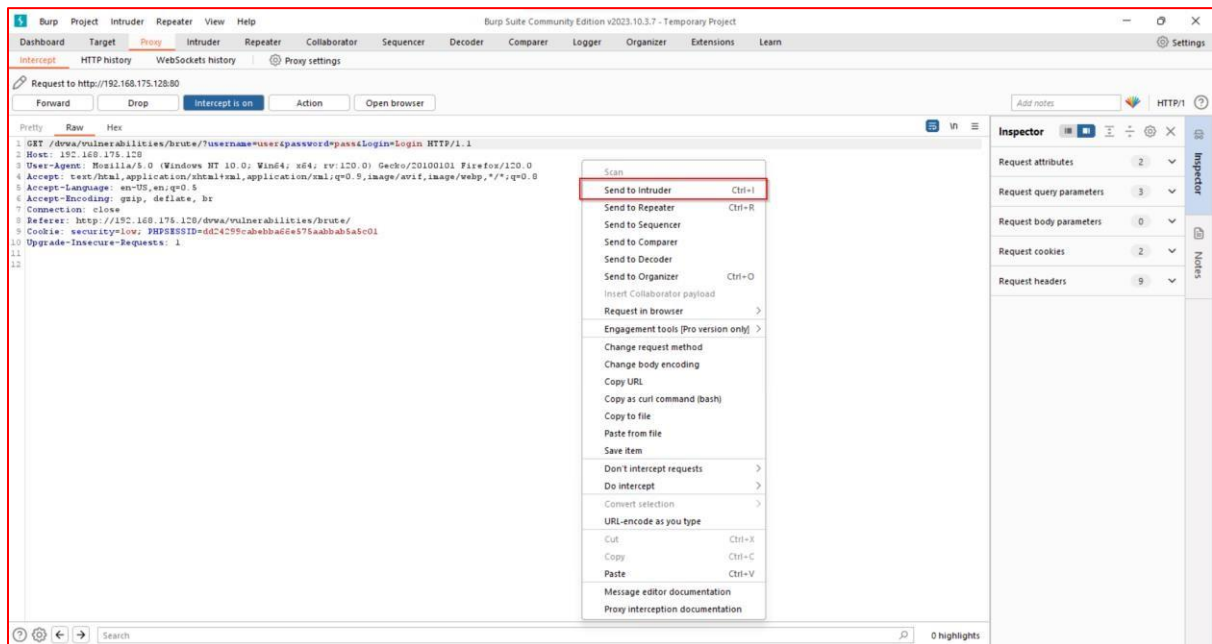 Burp Project Intruder Repeater View Help
Burp Suite Community Edition v2023.10.3.7 - Temporary Project
Dashboard Target Proxy Intruder Repeater Collaborator Sequencer Decoder Comparer Logger Organizer Extensions Learn
Settings
Intercept HTTP history WebSockets history Proxy settings
Request to http://192.168.175.128:80
Forward Drop Intercept is on Action Open browser
Add notes HTTP/1
Pretty Raw Hex
\n
1 GET /dvwa/vulnerabilities/brute/?username=user&password=pass&Login=Login HTTP/1.1
2 Host: 192.168.175.128
3 User-Agent: Mozilla/5.0 (Windows NT 10.0; Win64; x64; rv:120.0) Gecko/20100101 Firefox/120.0
4 Accept: text/html,application/xhtml+xml,application/xml;q=0.9,image/avif,image/webp,*/*;q=0.8
5 Accept-Language: en-US,en;q=0.5
6 Accept-Encoding: gzip, deflate, br
7 Connection: close
8 Referer: http://192.168.175.128/dvwa/vulnerabilities/brute/
9 Cookie: security=low; PHPSESSID=dd24299cabebba66e575aabbab5a5c01
10 Upgrade-Insecure-Requests: 1
11
12
Scan
Send to Intruder Ctrl+I
Send to Repeater Ctrl+R
Send to Sequencer
Send to Comparer
Send to Decoder
Send to Organizer Ctrl+O
Insert Collaborator payload
Request in browser
Engagement tools [Pro version only]
Change request method
Change body encoding
Copy URL
Copy as curl command (bash)
Copy to file
Paste from file
Save item
Don't intercept requests
Do intercept
Convert selection
URL-encode as you type
Cut Ctrl+X
Copy Ctrl+C
Paste Ctrl+V
Message editor documentation
Proxy interception documentation
Inspector
Request attributes 2
Request query parameters 3
Request body parameters 0
Request cookies 2
Request headers 9
Inspector
Notes
Search
0 highlights